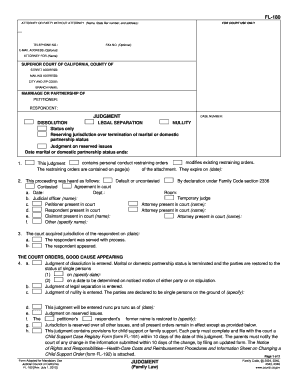 FL-180
ATTORNEY OR PARTY WITHOUT ATTORNEY (Name, State Bar number, and address):
FOR COURT USE ONLY
TELEPHONE NO.:
FAX NO. (Optional):
E-MAIL ADDRESS (Optional):
ATTORNEY FOR (Name):
SUPERIOR COURT OF CALIFORNIA, COUNTY OF
STREET ADDRESS:
MAILING ADDRESS:
CITY AND ZIP CODE:
BRANCH NAME:
MARRIAGE OR PARTNERSHIP OF
PETITIONER:
RESPONDENT:
JUDGMENT
CASE NUMBER:
DISSOLUTION LEGAL SEPARATION NULLITY
Status only
Reserving jurisdiction over termination of marital or domestic
partnership status
Judgment on reserved issues
Date marital or domestic partnership status ends:
1. This judgment contains personal conduct restraining orders modifies existing restraining orders.
The restraining orders are contained on page(s) of the attachment. They expire on (date):
2. This proceeding was heard as follows: Default or uncontested By declaration under Family Code section 2336
Contested Agreement in court
a. Date: Dept.: Room:
b. Judicial officer (name): Temporary judge
c. Petitioner present in court Attorney present in court (name):
d. Respondent present in court Attorney present in court (name):
e. Claimant present in court (name): Attorney present in court (name):
f. Other (specify name):
3. The court acquired jurisdiction of the respondent on (date):
a. The respondent was served with process.
b. The respondent appeared.
THE COURT ORDERS, GOOD CAUSE APPEARING
4. a. Judgment of dissolution is entered. Marital or domestic partnership status is terminated and the parties are restored to the
status of single persons
(1) on (specify date):
(2) on a date to be determined on noticed motion of either party or on stipulation.
b. Judgment of legal separation is entered.
c. Judgment of nullity is entered. The parties are declared to be single persons on the ground of (specify):
d. This judgment will be entered nunc pro tunc as of (date):
e. Judgment on reserved issues.
f. The petitioner's respondent's former name is restored to (specify):
g. Jurisdiction is reserved over all other issues, and all present orders remain in effect except as provided below.
h. This judgment contains provisions for child support or family support. Each party must complete and file with the court a
Child Support Case Registry Form (form FL-191) within 10 days of the date of this judgment. The parents must notify the
court of any change in the information submitted within 10 days of the change, by filing an updated form. The Notice
of Rights and Responsibilities—Health-Care Costs and Reimbursement Procedures and Information Sheet on Changing a
Child Support Order (form FL-192) is attached.
Page 1 of 2
Form Adopted for Mandatory Use
Judicial Council of California
JUDGMENT
(Family Law)
www.courts.ca.gov